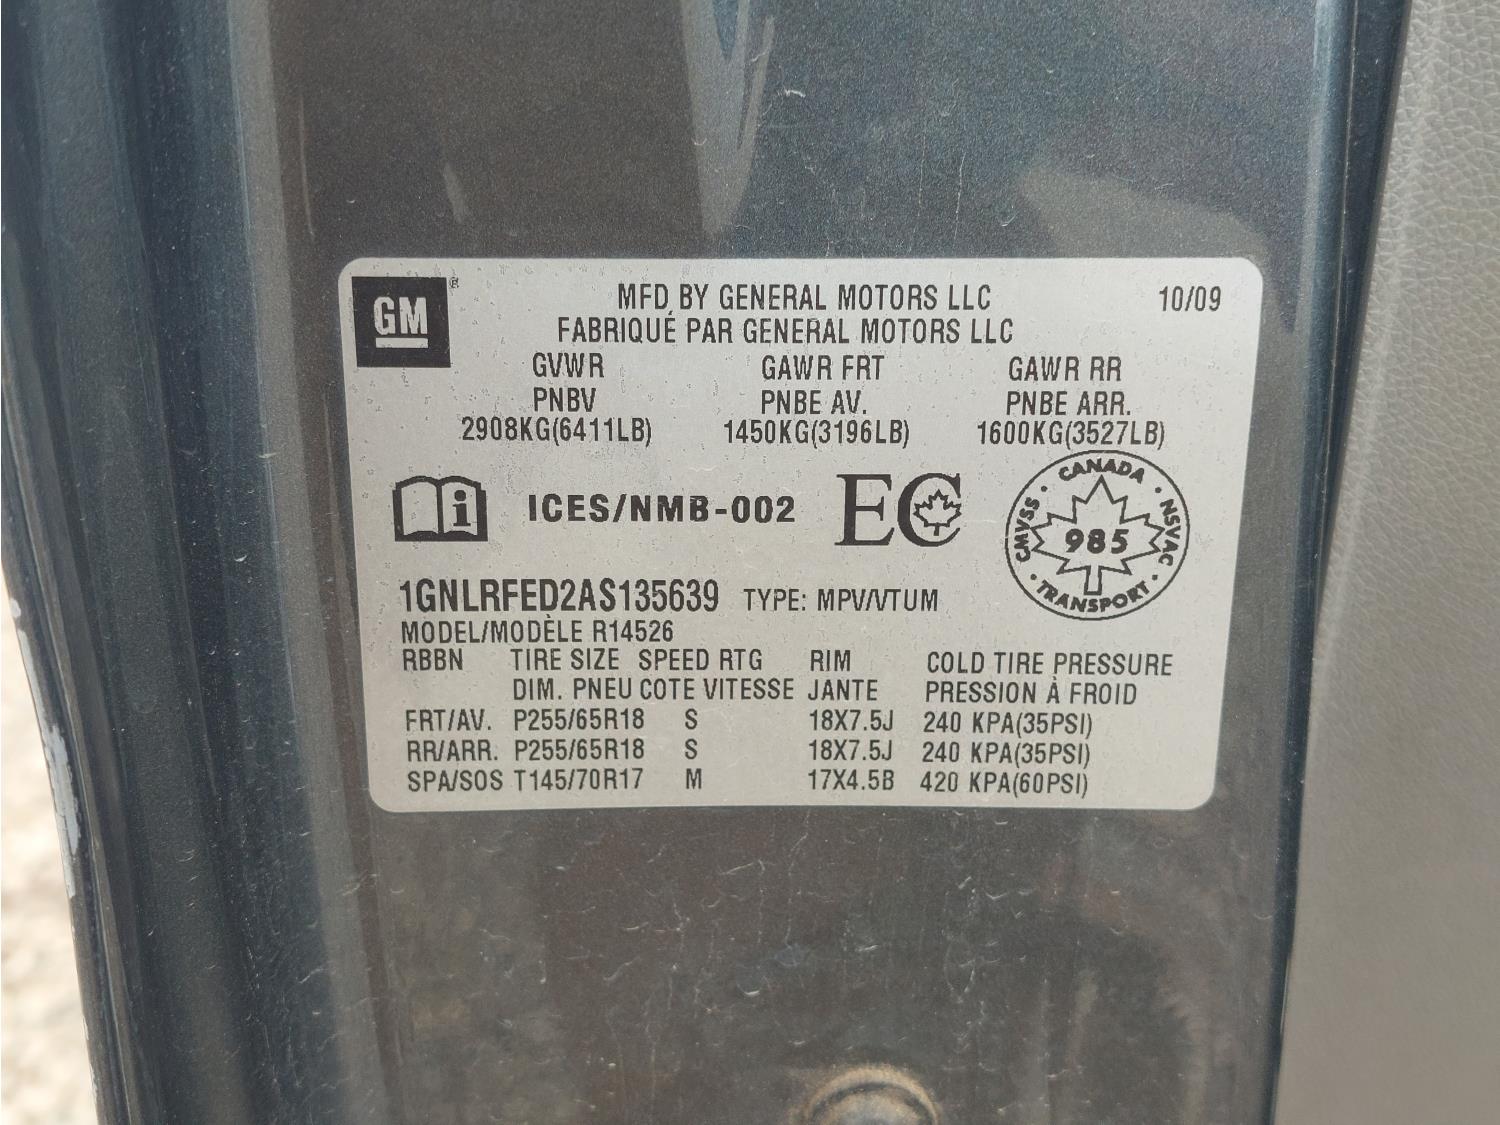 GM®
MFD BY GENERAL MOTORS LLC 10/09
FABRIQUÉ PAR GENERAL MOTORS LLC
GVWR GAWR FRT GAWR RR
PNBV PNBE AV. PNBE ARR.
2908KG(6411LB) 1450KG(3196LB) 1600KG(3527LB)
i ICES/NMB-002 EC
CANADA · NSVAC · TRANSPORT · CMVSS ·
985
1GNLRFED2AS135639 TYPE: MPV/VTUM
MODEL/MODÈLE R14526
RBBN TIRE SIZE SPEED RTG RIM COLD TIRE PRESSURE
DIM. PNEU COTE VITESSE JANTE PRESSION À FROID
FRT/AV. P255/65R18 S 18X7.5J 240 KPA(35PSI)
RR/ARR. P255/65R18 S 18X7.5J 240 KPA(35PSI)
SPA/SOS T145/70R17 M 17X4.5B 420 KPA(60PSI)